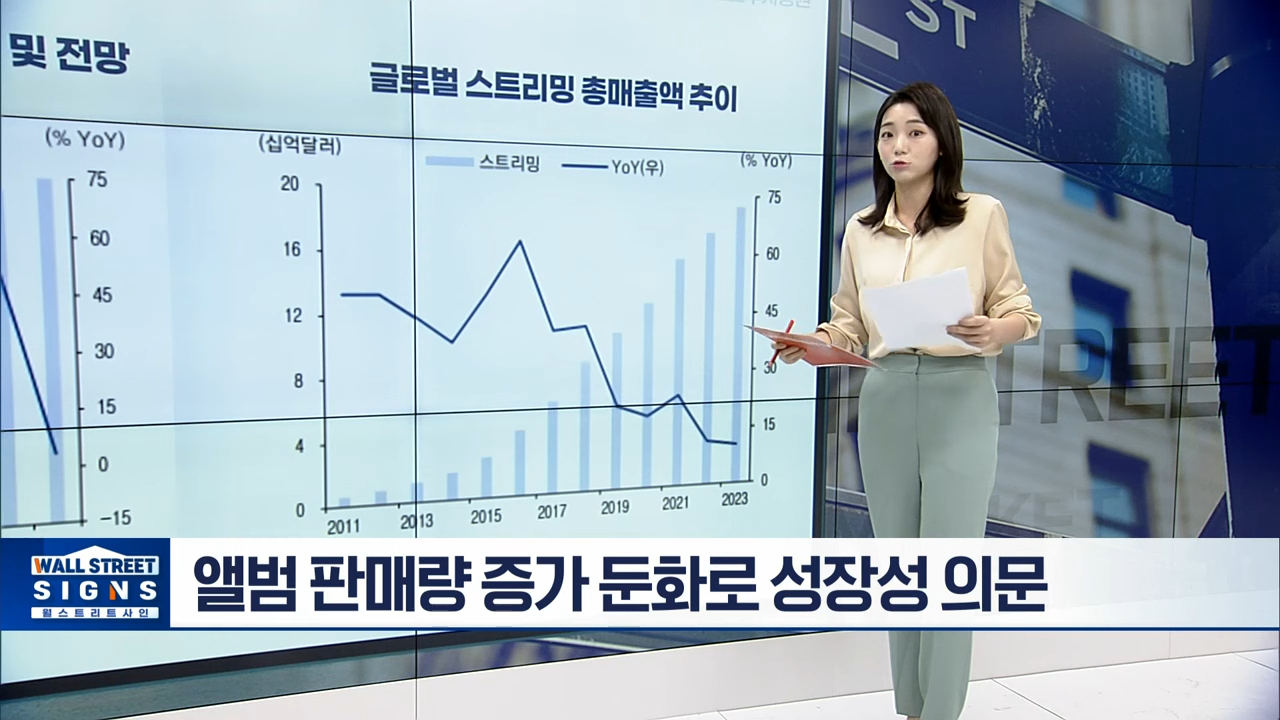 및 전망
글로벌 스트리밍 총매출액 추이
(% YoY)
75
60
45
30
15
0
-15
(십억달러)
스트리밍
YoY(우)
(% YoY)
20
16
12
8
4
0
75
60
45
30
15
0
2011
2013
2015
2017
2019
2021
2023
ST
STREET
WALL STREET
SIGNS
월스트리트사인
앨범 판매량 증가 둔화로 성장성 의문